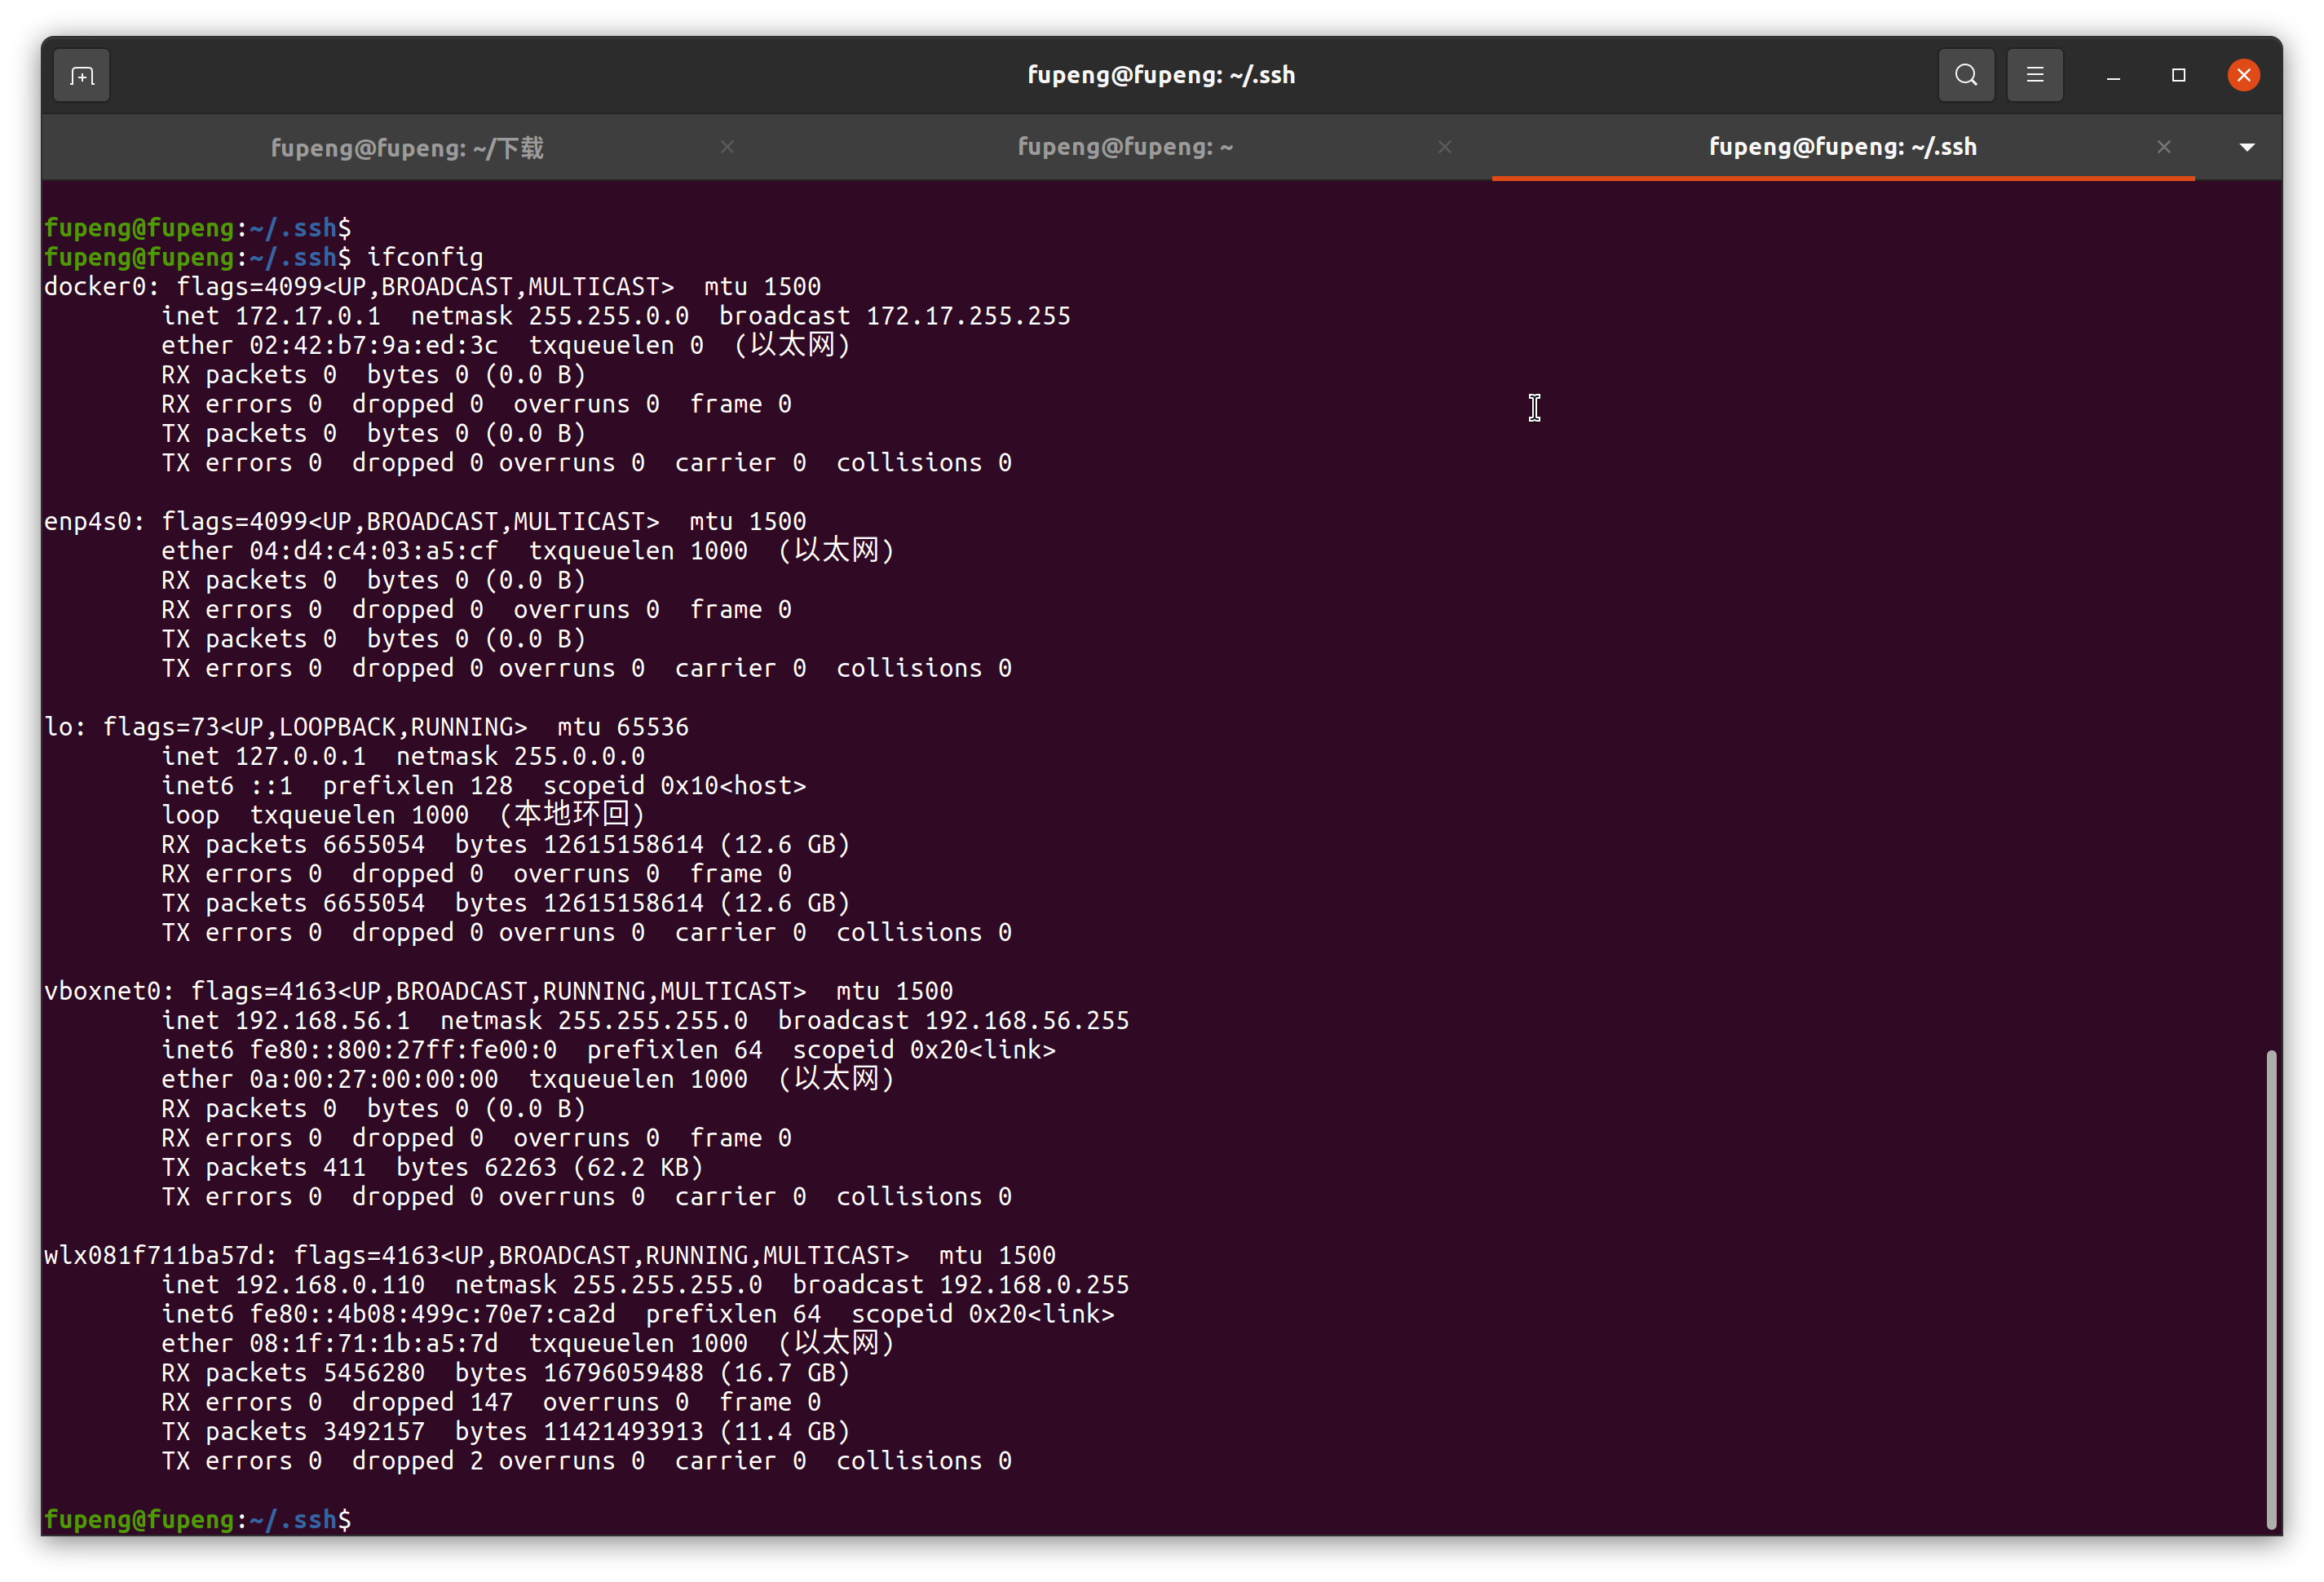 fupeng@fupeng: ~/.ssh
fupeng@fupeng: ~/下载
fupeng@fupeng: ~
fupeng@fupeng: ~/.ssh
fupeng@fupeng:~/.ssh$
fupeng@fupeng:~/.ssh$ ifconfig
docker0: flags=4099<UP,BROADCAST,MULTICAST>  mtu 1500
        inet 172.17.0.1  netmask 255.255.0.0  broadcast 172.17.255.255
        ether 02:42:b7:9a:ed:3c  txqueuelen 0  (以太网)
        RX packets 0  bytes 0 (0.0 B)
        RX errors 0  dropped 0  overruns 0  frame 0
        TX packets 0  bytes 0 (0.0 B)
        TX errors 0  dropped 0 overruns 0  carrier 0  collisions 0
enp4s0: flags=4099<UP,BROADCAST,MULTICAST>  mtu 1500
        ether 04:d4:c4:03:a5:cf  txqueuelen 1000  (以太网)
        RX packets 0  bytes 0 (0.0 B)
        RX errors 0  dropped 0  overruns 0  frame 0
        TX packets 0  bytes 0 (0.0 B)
        TX errors 0  dropped 0 overruns 0  carrier 0  collisions 0
lo: flags=73<UP,LOOPBACK,RUNNING>  mtu 65536
        inet 127.0.0.1  netmask 255.0.0.0
        inet6 ::1  prefixlen 128  scopeid 0x10<host>
        loop  txqueuelen 1000  (本地环回)
        RX packets 6655054  bytes 12615158614 (12.6 GB)
        RX errors 0  dropped 0  overruns 0  frame 0
        TX packets 6655054  bytes 12615158614 (12.6 GB)
        TX errors 0  dropped 0 overruns 0  carrier 0  collisions 0
vboxnet0: flags=4163<UP,BROADCAST,RUNNING,MULTICAST>  mtu 1500
        inet 192.168.56.1  netmask 255.255.255.0  broadcast 192.168.56.255
        inet6 fe80::800:27ff:fe00:0  prefixlen 64  scopeid 0x20<link>
        ether 0a:00:27:00:00:00  txqueuelen 1000  (以太网)
        RX packets 0  bytes 0 (0.0 B)
        RX errors 0  dropped 0  overruns 0  frame 0
        TX packets 411  bytes 62263 (62.2 KB)
        TX errors 0  dropped 0 overruns 0  carrier 0  collisions 0
wlx081f711ba57d: flags=4163<UP,BROADCAST,RUNNING,MULTICAST>  mtu 1500
        inet 192.168.0.110  netmask 255.255.255.0  broadcast 192.168.0.255
        inet6 fe80::4b08:499c:70e7:ca2d  prefixlen 64  scopeid 0x20<link>
        ether 08:1f:71:1b:a5:7d  txqueuelen 1000  (以太网)
        RX packets 5456280  bytes 16796059488 (16.7 GB)
        RX errors 0  dropped 147  overruns 0  frame 0
        TX packets 3492157  bytes 11421493913 (11.4 GB)
        TX errors 0  dropped 2 overruns 0  carrier 0  collisions 0
fupeng@fupeng:~/.ssh$